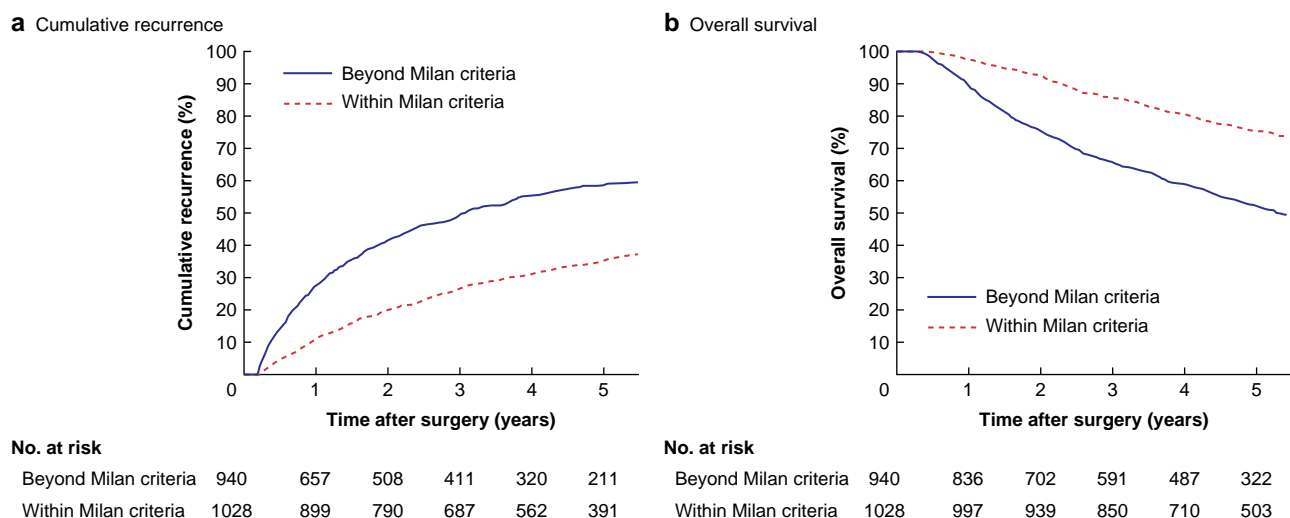 a Cumulative recurrence
100
90
80
70
60
50
40
30
20
10
0
Cumulative recurrence (%)
Beyond Milan criteria
Within Milan criteria
1 2 3 4 5
Time after surgery (years)
No. at risk
Beyond Milan criteria 940 657 508 411 320 211
Within Milan criteria 1028 899 790 687 562 391
b Overall survival
100
90
80
70
60
50
40
30
20
10
0
Overall survival (%)
Beyond Milan criteria
Within Milan criteria
1 2 3 4 5
Time after surgery (years)
No. at risk
Beyond Milan criteria 940 836 702 591 487 322
Within Milan criteria 1028 997 939 850 710 503